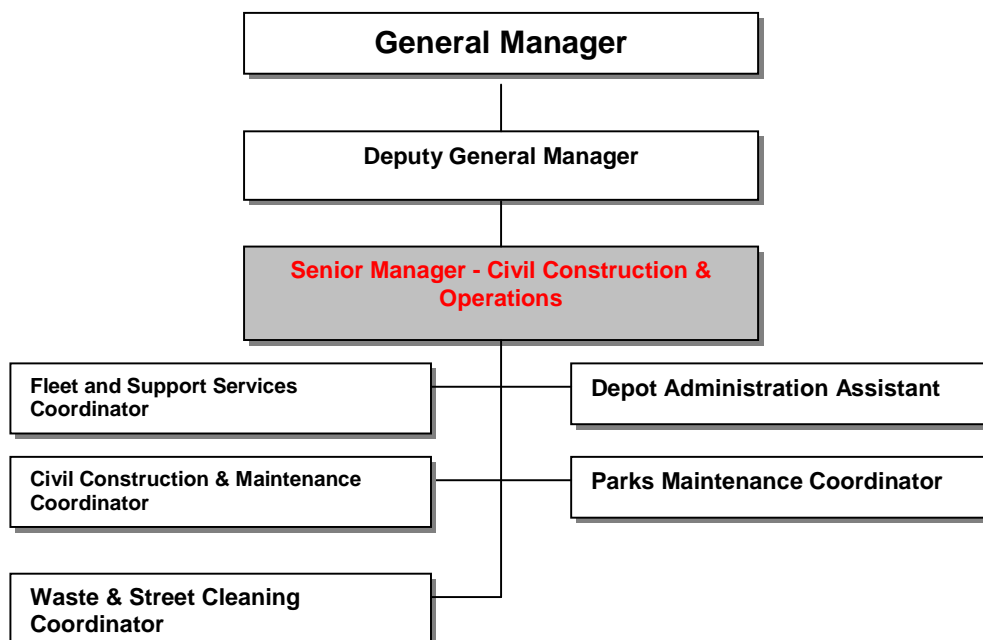 General Manager
Deputy General Manager
Senior Manager - Civil Construction &
Operations
Fleet and Support Services
Coordinator
Depot Administration Assistant
Civil Construction & Maintenance
Coordinator
Parks Maintenance Coordinator
Waste & Street Cleaning
Coordinator